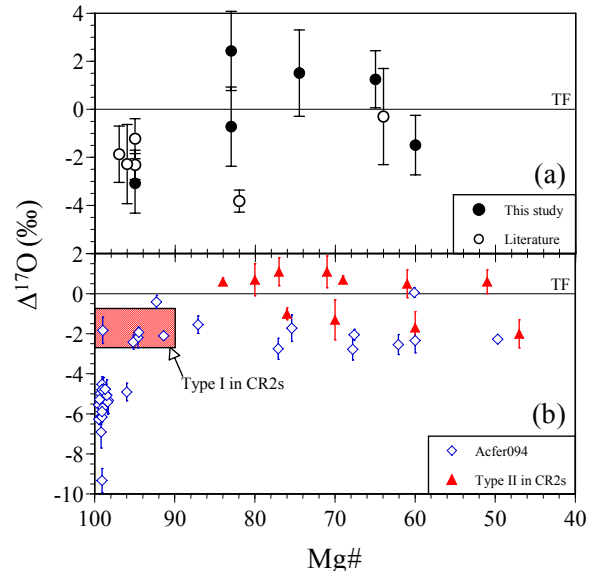 4
2
0
-2
-4
TF
(a)
This study
Literature
Δ¹⁷O (‰)
2
0
-2
-4
-6
-8
-10
TF
Type I in CR2s
(b)
Acfer094
Type II in CR2s
100 90 80 70 60 50 40
Mg#